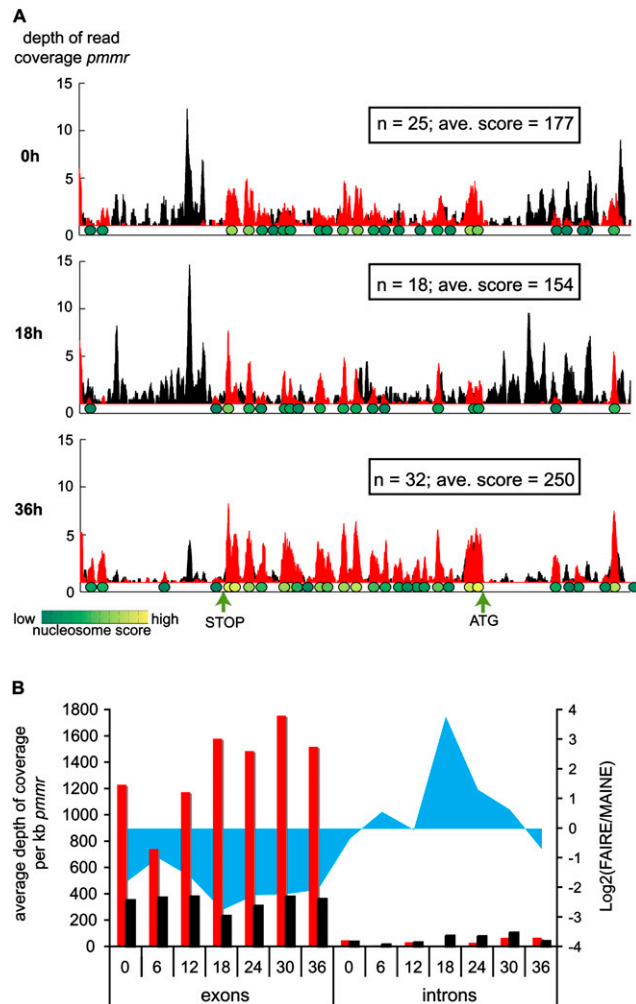 A
depth of read
coverage pmmr
15
10
5
0
0h
n = 25; ave. score = 177
15
10
5
0
18h
n = 18; ave. score = 154
15
10
5
0
36h
n = 32; ave. score = 250
low
high
nucleosome score
STOP
ATG
B
average depth of coverage
per kb pmmr
1800
1600
1400
1200
1000
800
600
400
200
0
4
3
2
1
0
-1
-2
-3
-4
Log2(FAIRE/MAINE)
0 6 12 18 24 30 36 0 6 12 18 24 30 36
exons introns